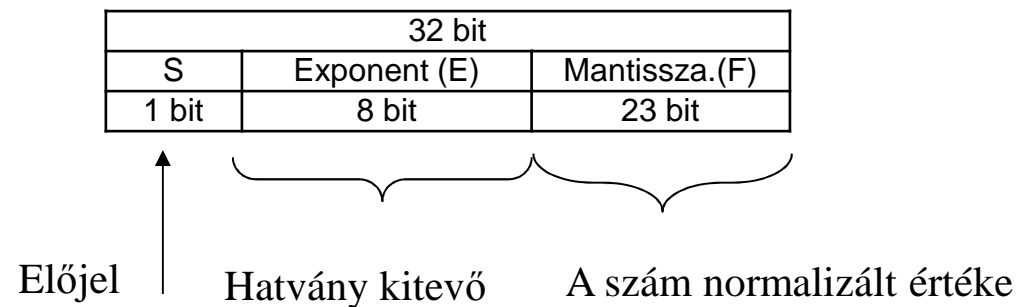 32 bit
S Exponent (E) Mantissza.(F)
1 bit 8 bit 23 bit
Előjel Hatvány kitevő A szám normalizált értéke